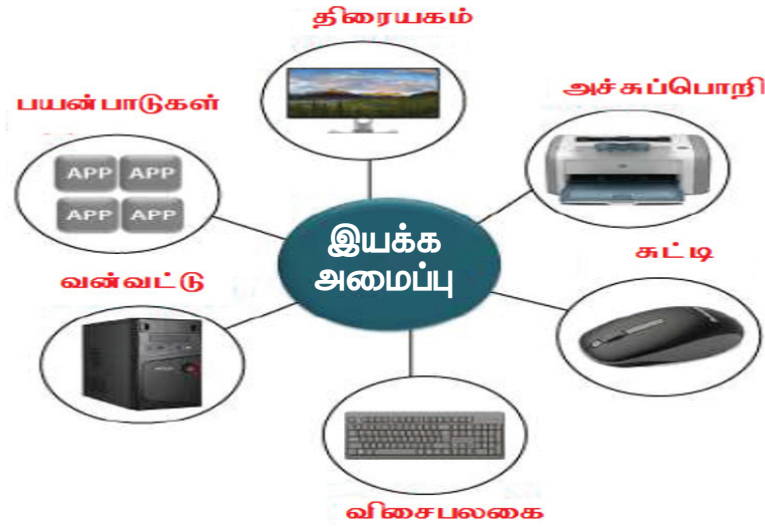 திரையகம்
அச்சுப்பொறி
பயன்பாடுகள்
APP APP
APP APP
இயக்க
அமைப்பு
சுட்டி
வன்வட்டு
விசைபலகை